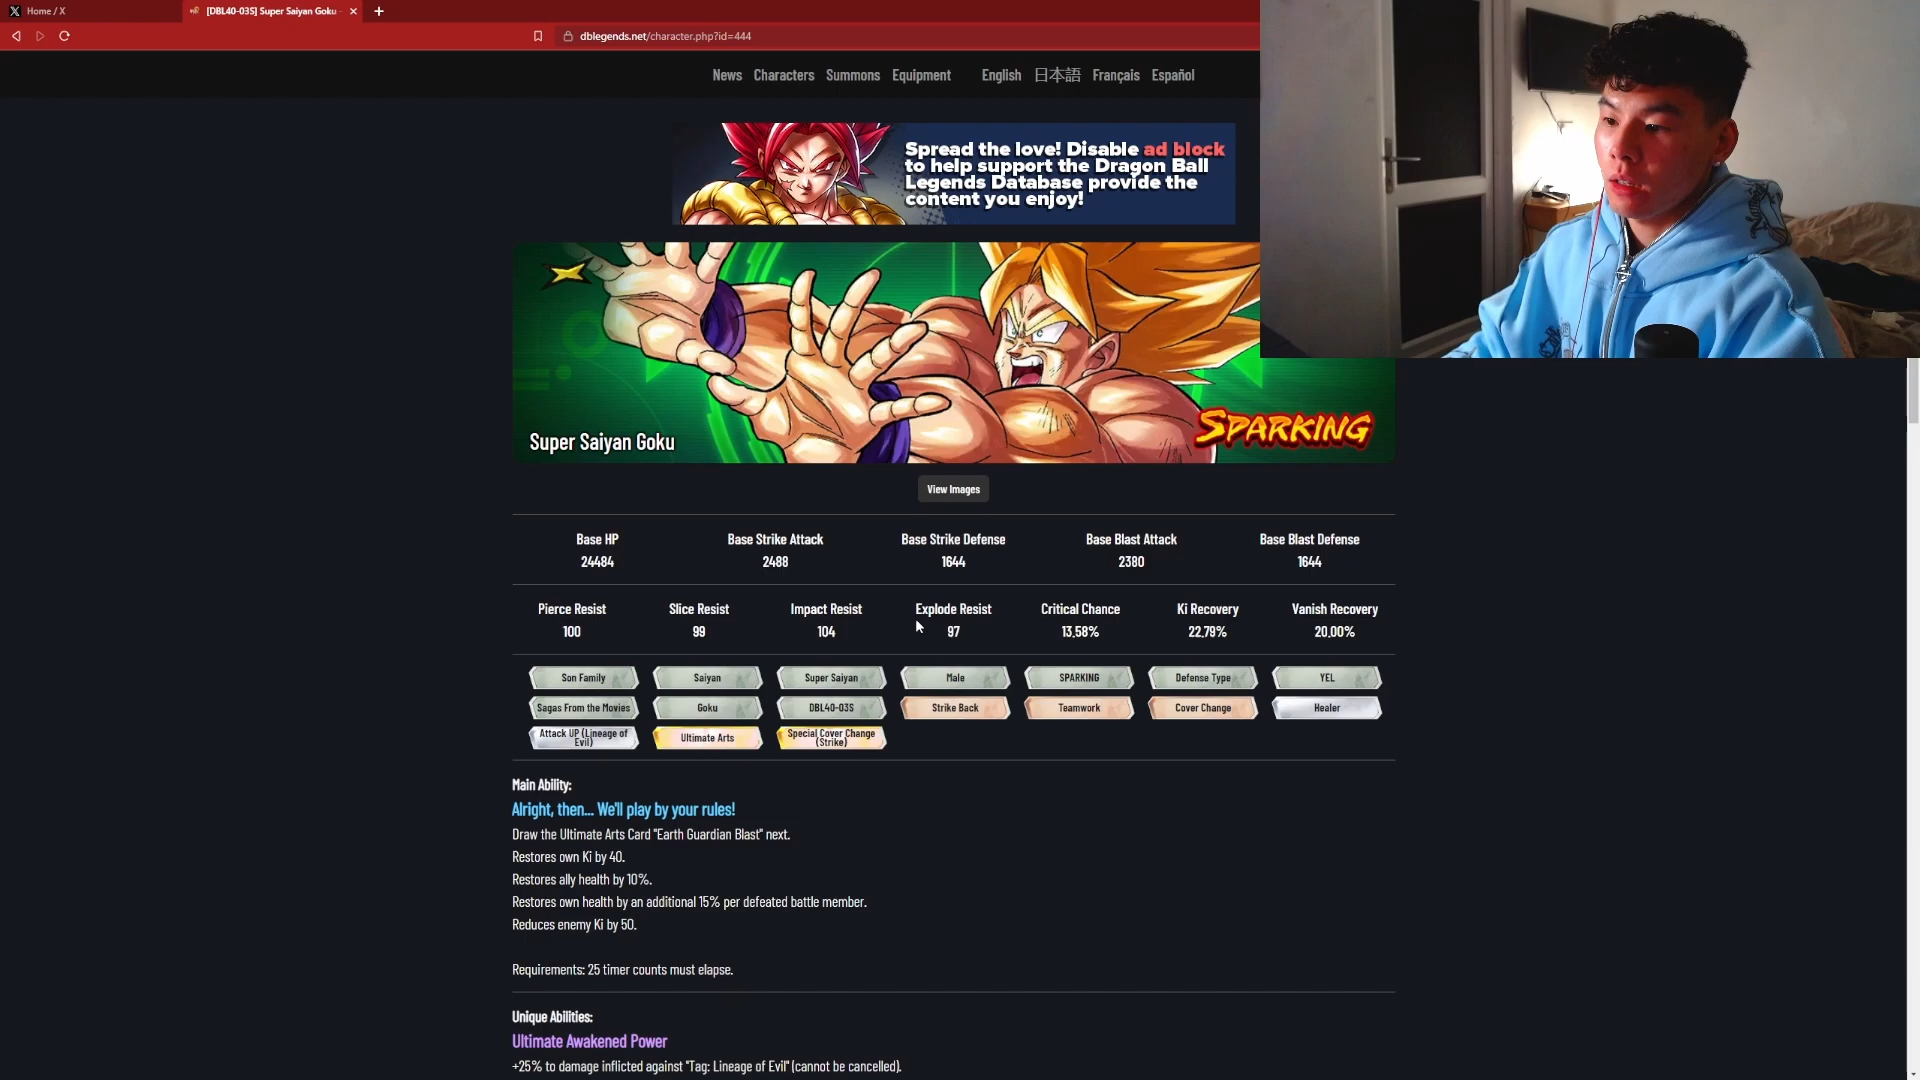 Home / X
[DBL40-03S] Super Saiyan Goku -
dblegends.net/character.php?id=444
News Characters Summons Equipment English 日本語 Français Español
Spread the love! Disable ad block
to help support the Dragon Ball
Legends Database provide the
content you enjoy!
Super Saiyan Goku
SPARKING
View Images
Base HP Base Strike Attack Base Strike Defense Base Blast Attack Base Blast Defense
24484 2488 1644 2380 1644
Pierce Resist Slice Resist Impact Resist Explode Resist Critical Chance Ki Recovery Vanish Recovery
100 99 104 97 13.58% 22.79% 20.00%
Son Family Saiyan Super Saiyan Male SPARKING Defense Type YEL
Sagas From the Movies Goku DBL40-03S Strike Back Teamwork Cover Change Healer
Attack UP (Lineage of
Evil)
Ultimate Arts
Special Cover Change
(Strike)
Main Ability:
Alright, then... We'll play by your rules!
Draw the Ultimate Arts Card "Earth Guardian Blast" next.
Restores own Ki by 40.
Restores ally health by 10%.
Restores own health by an additional 15% per defeated battle member.
Reduces enemy Ki by 50.
Requirements: 25 timer counts must elapse.
Unique Abilities:
Ultimate Awakened Power
+25% to damage inflicted against "Tag: Lineage of Evil" (cannot be cancelled).